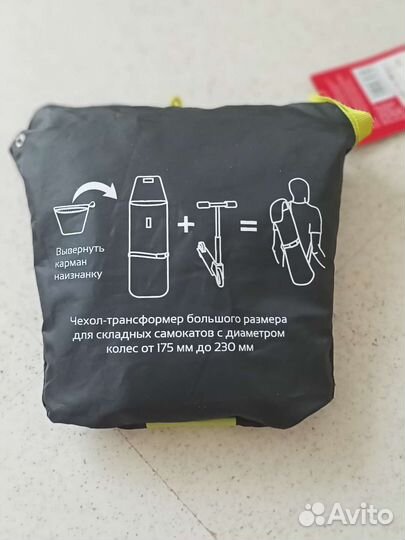 Вывернуть
карман
наизнанку
+
=
Чехол-трансформер большого размера
для складных самокатов с диаметром
колес от 175 мм до 230 мм
Avito